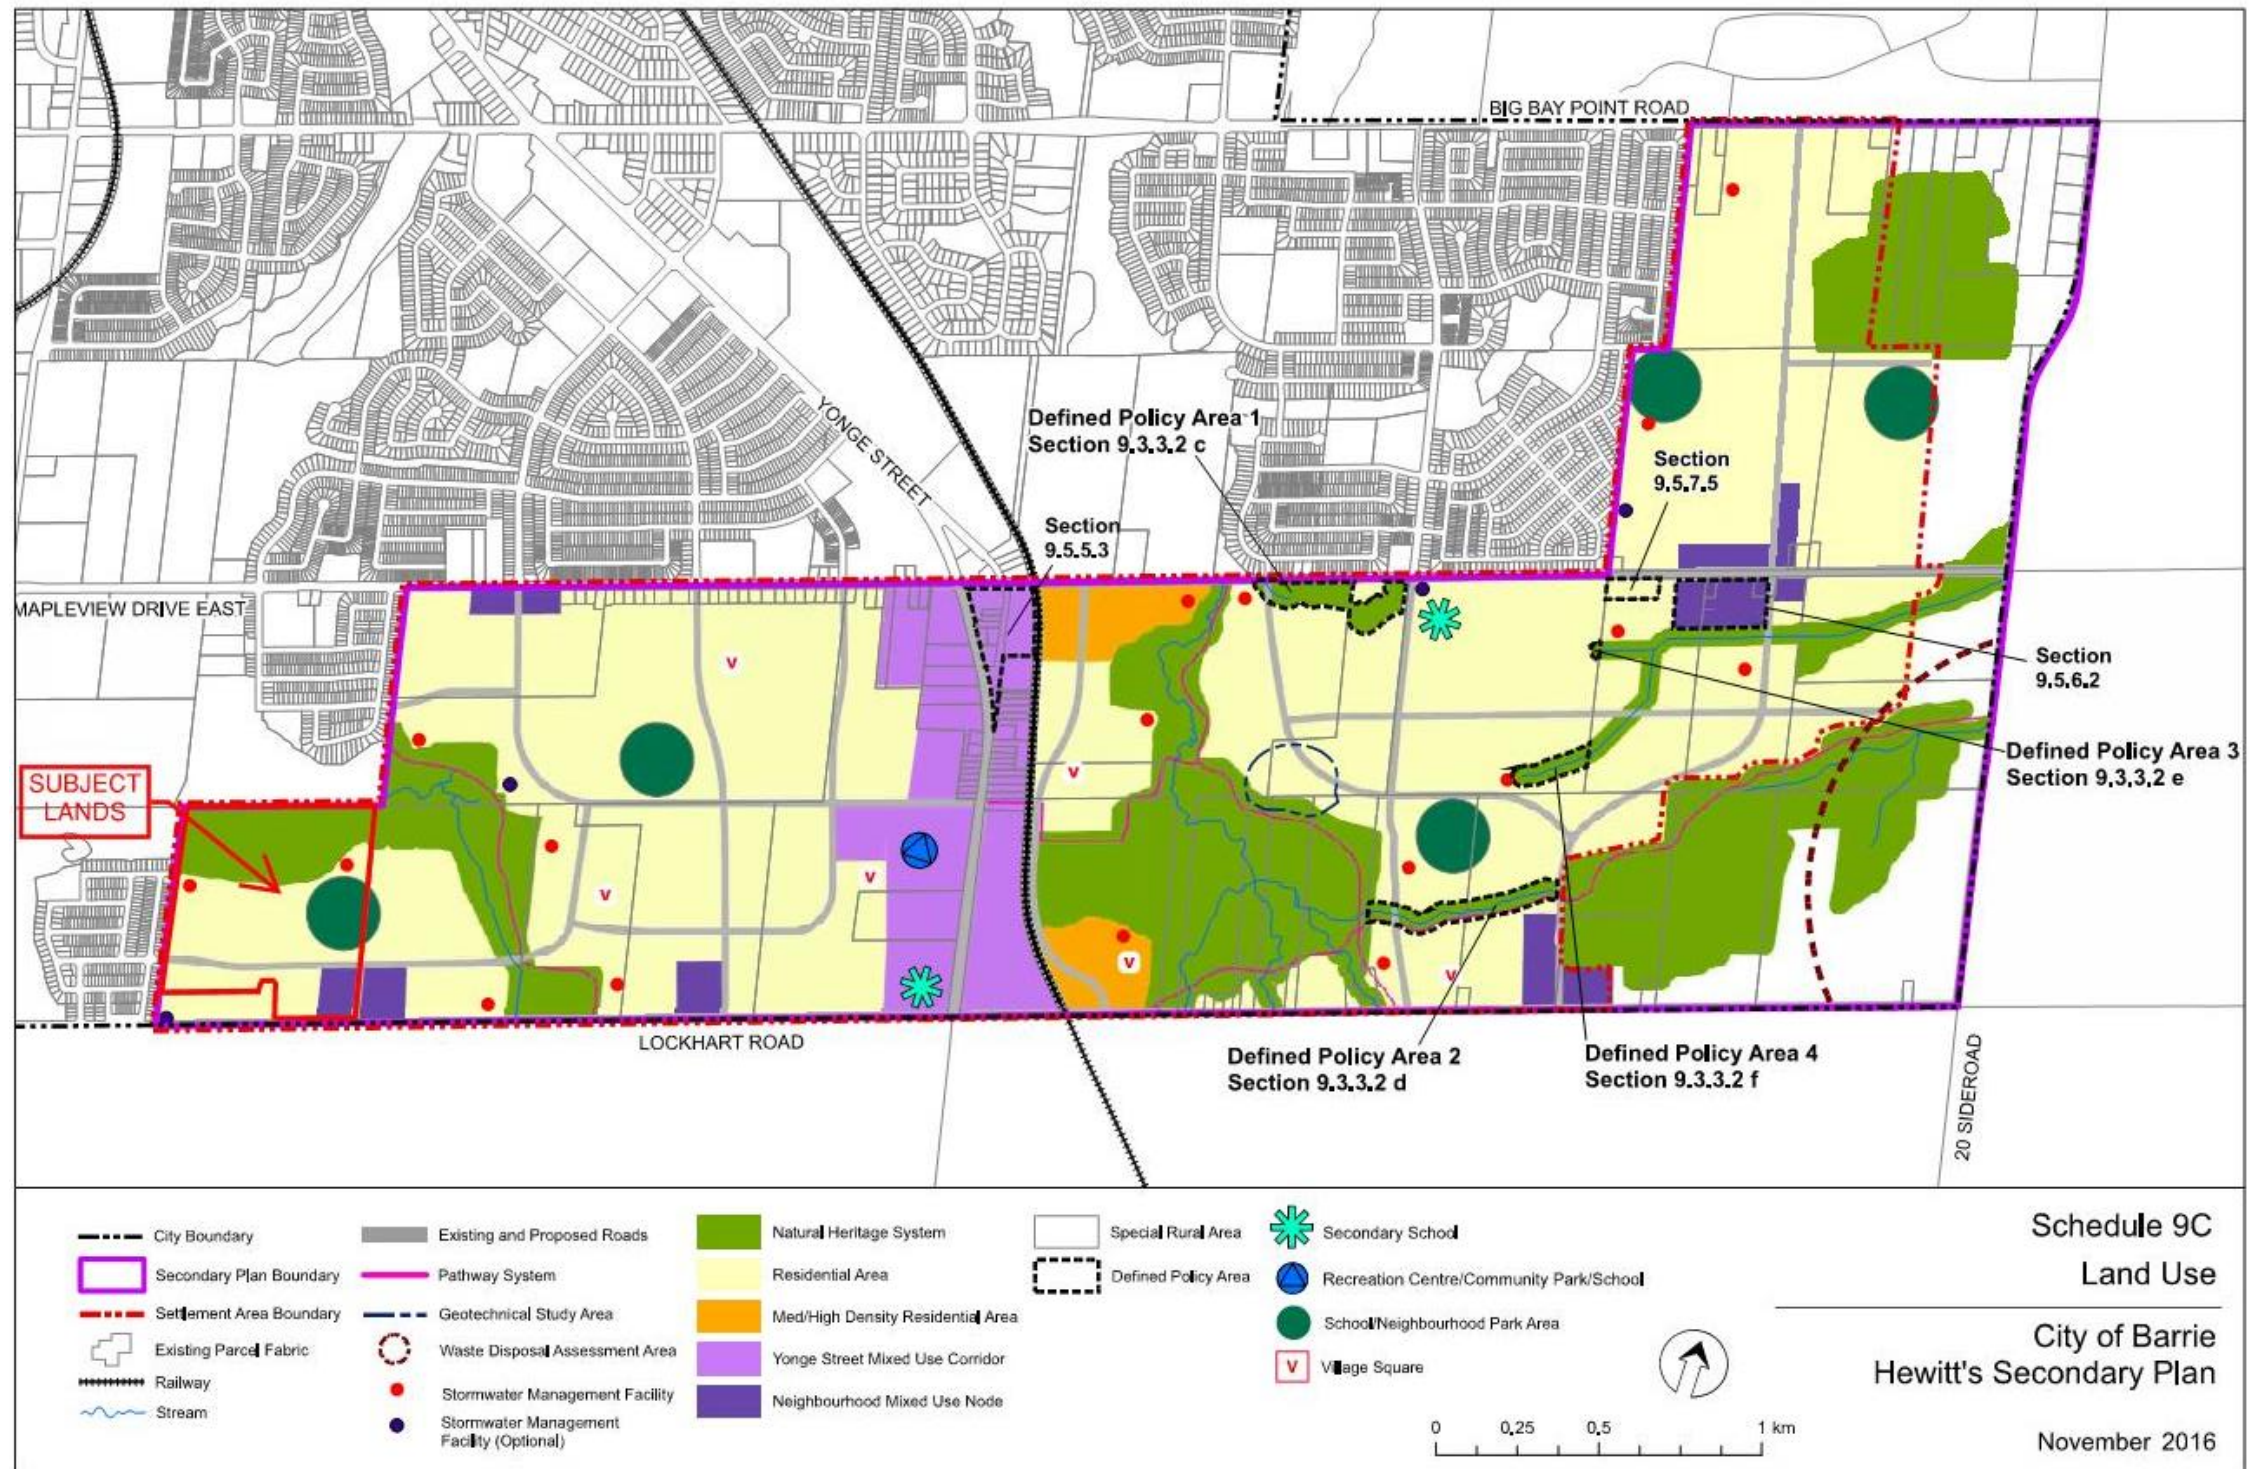 BIG BAY POINT ROAD
YONGE STREET
Defined Policy Area 1
Section 9.3.3.2 c
Section
9.5.7.5
Section
9.5.5.3
MAPLEVIEW DRIVE EAST
V
Section
9.5.6.2
Defined Policy Area 3
Section 9.3.3.2 e
SUBJECT
LANDS
V
V
V
V
V
LOCKHART ROAD
Defined Policy Area 2
Section 9.3.3.2 d
Defined Policy Area 4
Section 9.3.3.2 f
20 SIDEROAD
City Boundary
Secondary Plan Boundary
Settlement Area Boundary
Existing Parcel Fabric
Railway
Stream
Existing and Proposed Roads
Pathway System
Geotechnical Study Area
Waste Disposal Assessment Area
Stormwater Management Facility
Stormwater Management
Facility (Optional)
Natural Heritage System
Residential Area
Med/High Density Residential Area
Yonge Street Mixed Use Corridor
Neighbourhood Mixed Use Node
Special Rural Area
Defined Policy Area
Secondary School
Recreation Centre/Community Park/School
School/Neighbourhood Park Area
V Village Square
0 0.25 0.5 1 km
Schedule 9C
Land Use
City of Barrie
Hewitt's Secondary Plan
November 2016